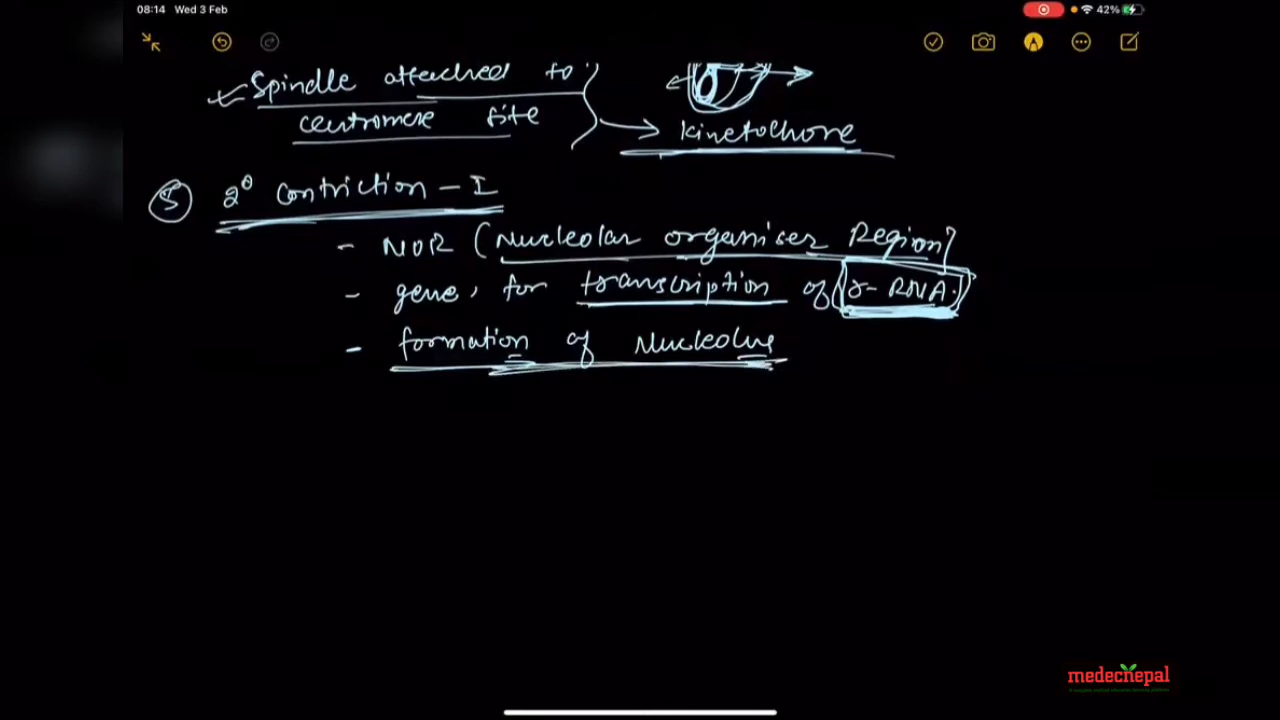 08:14 Wed 3 Feb
42%
Spindle attached to
centromere site
kinetochore
⑤ 2° Contriction - I
- NOR (Nucleolar organiser Region)
- gene, for transcription of (r-RNA.)
- formation of Nucleolus
medecnepal